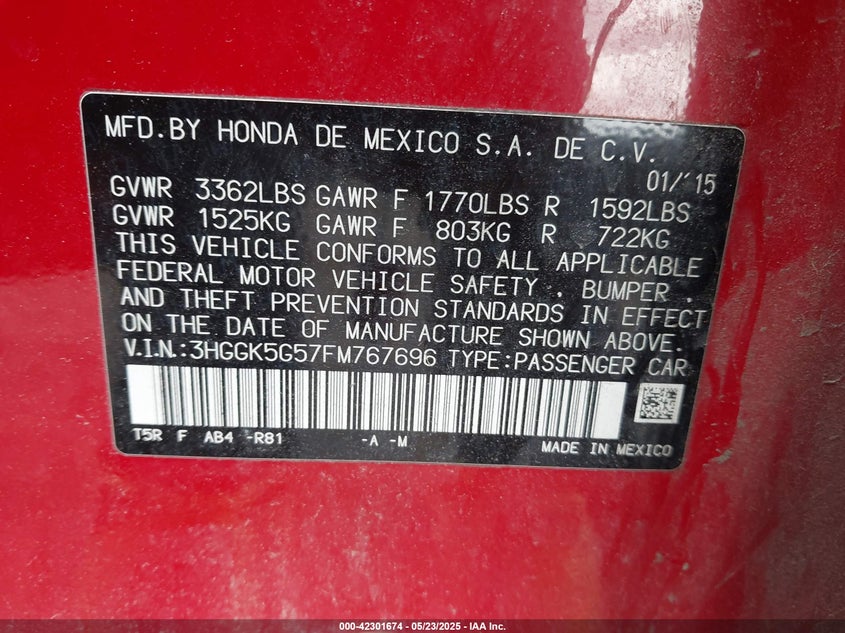 MFD.BY HONDA DE MEXICO S.A. DE C.V.
01/'15
GVWR 3362LBS GAWR F 1770LBS R 1592LBS
GVWR 1525KG GAWR F 803KG R 722KG
THIS VEHICLE CONFORMS TO ALL APPLICABLE
FEDERAL MOTOR VEHICLE SAFETY , BUMPER ,
AND THEFT PREVENTION STANDARDS IN EFFECT
ON THE DATE OF MANUFACTURE SHOWN ABOVE.
V.I.N.:3HGGK5G57FM767696 TYPE:PASSENGER CAR
T5R F AB4 -R81 -A -M MADE IN MEXICO
000-42301674 - 05/23/2025 - IAA Inc.